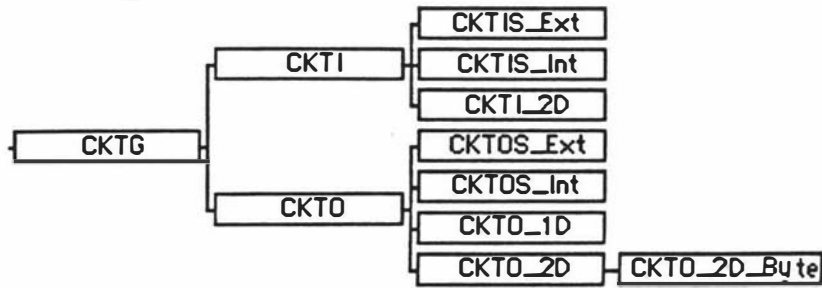 CKTIS_Ext
CKTI
CKTIS_Int
CKTI_2D
CKTG
CKTOS_Ext
CKTOS_Int
CKTO
CKTO_1D
CKTO_2D
CKTO_2D_Byte